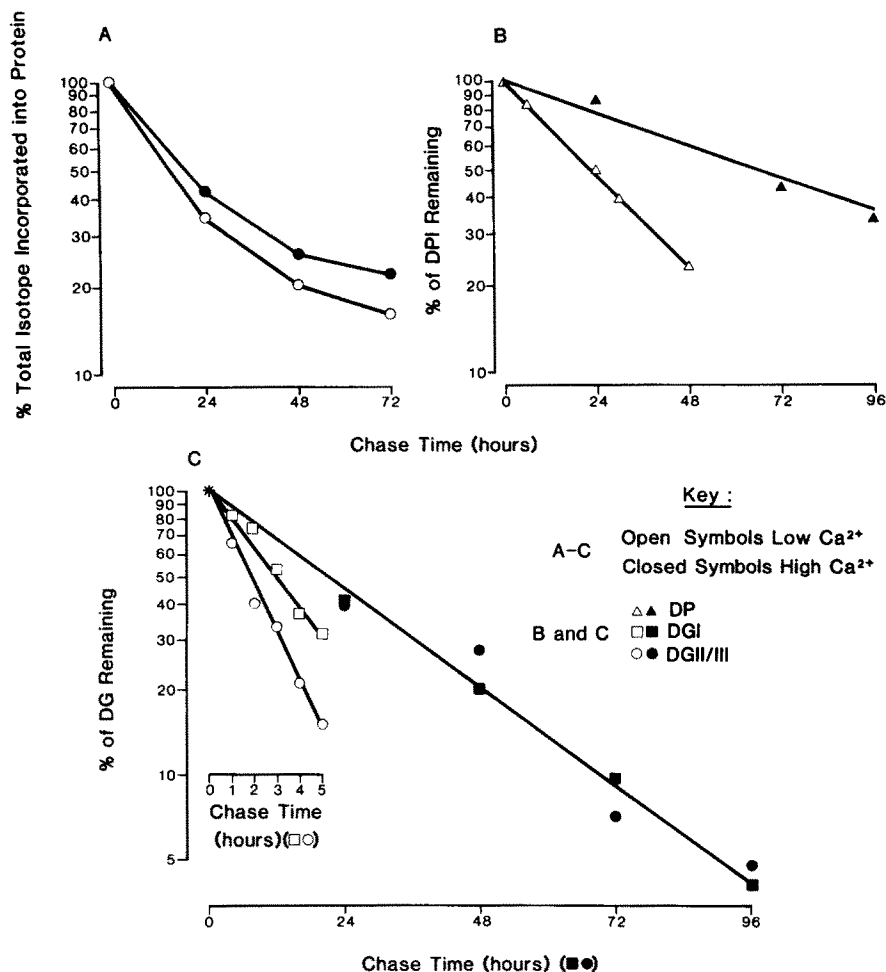 A
% Total Isotope Incorporated into Protein
100
90
80
70
60
50
40
30
20
10
0 24 48 72
B
% of DPI Remaining
100
90
80
70
60
50
40
30
20
10
0 24 48 72 96
Chase Time (hours)
C
% of DG Remaining
100
90
80
70
60
50
40
30
20
10
5
0 1 2 3 4 5
Chase Time
(hours)(□○)
0 24 48 72 96
Chase Time (hours) (■●)
Key :
A-C Open Symbols Low Ca²⁺
Closed Symbols High Ca²⁺
△▲ DP
B and C □■ DGI
○● DGII/III